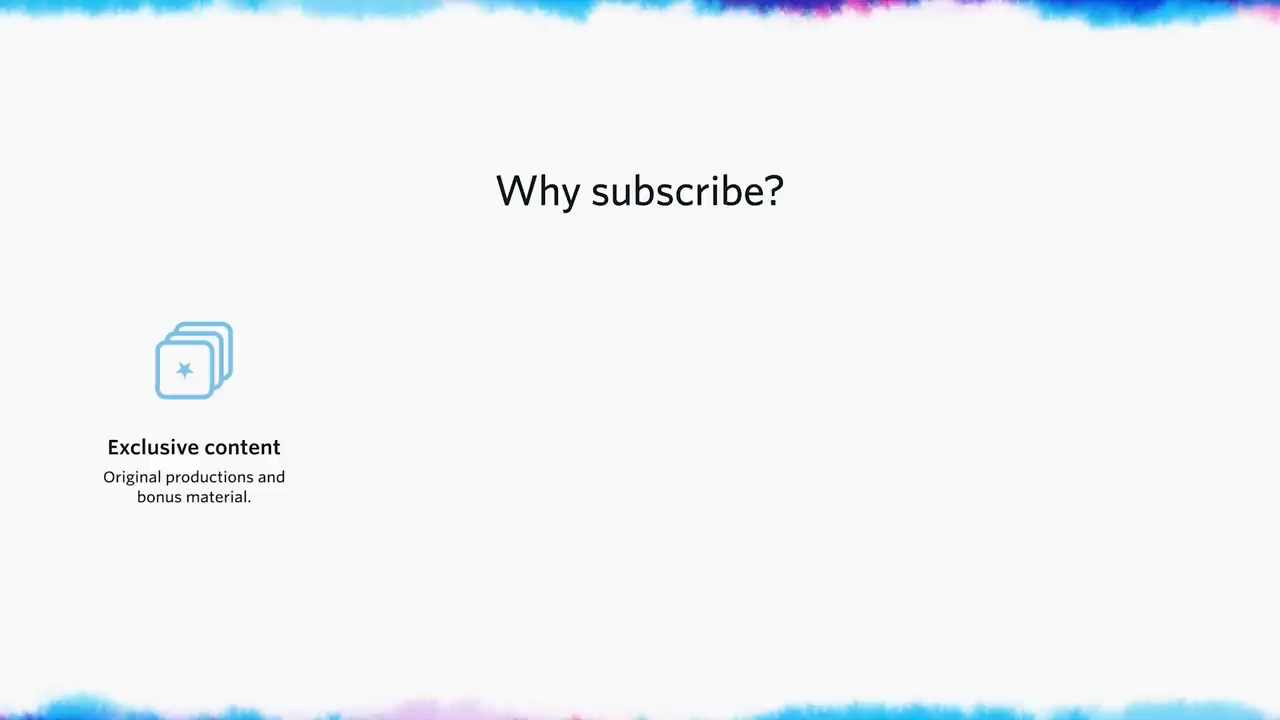 Why subscribe?
Exclusive content
Original productions and
bonus material.